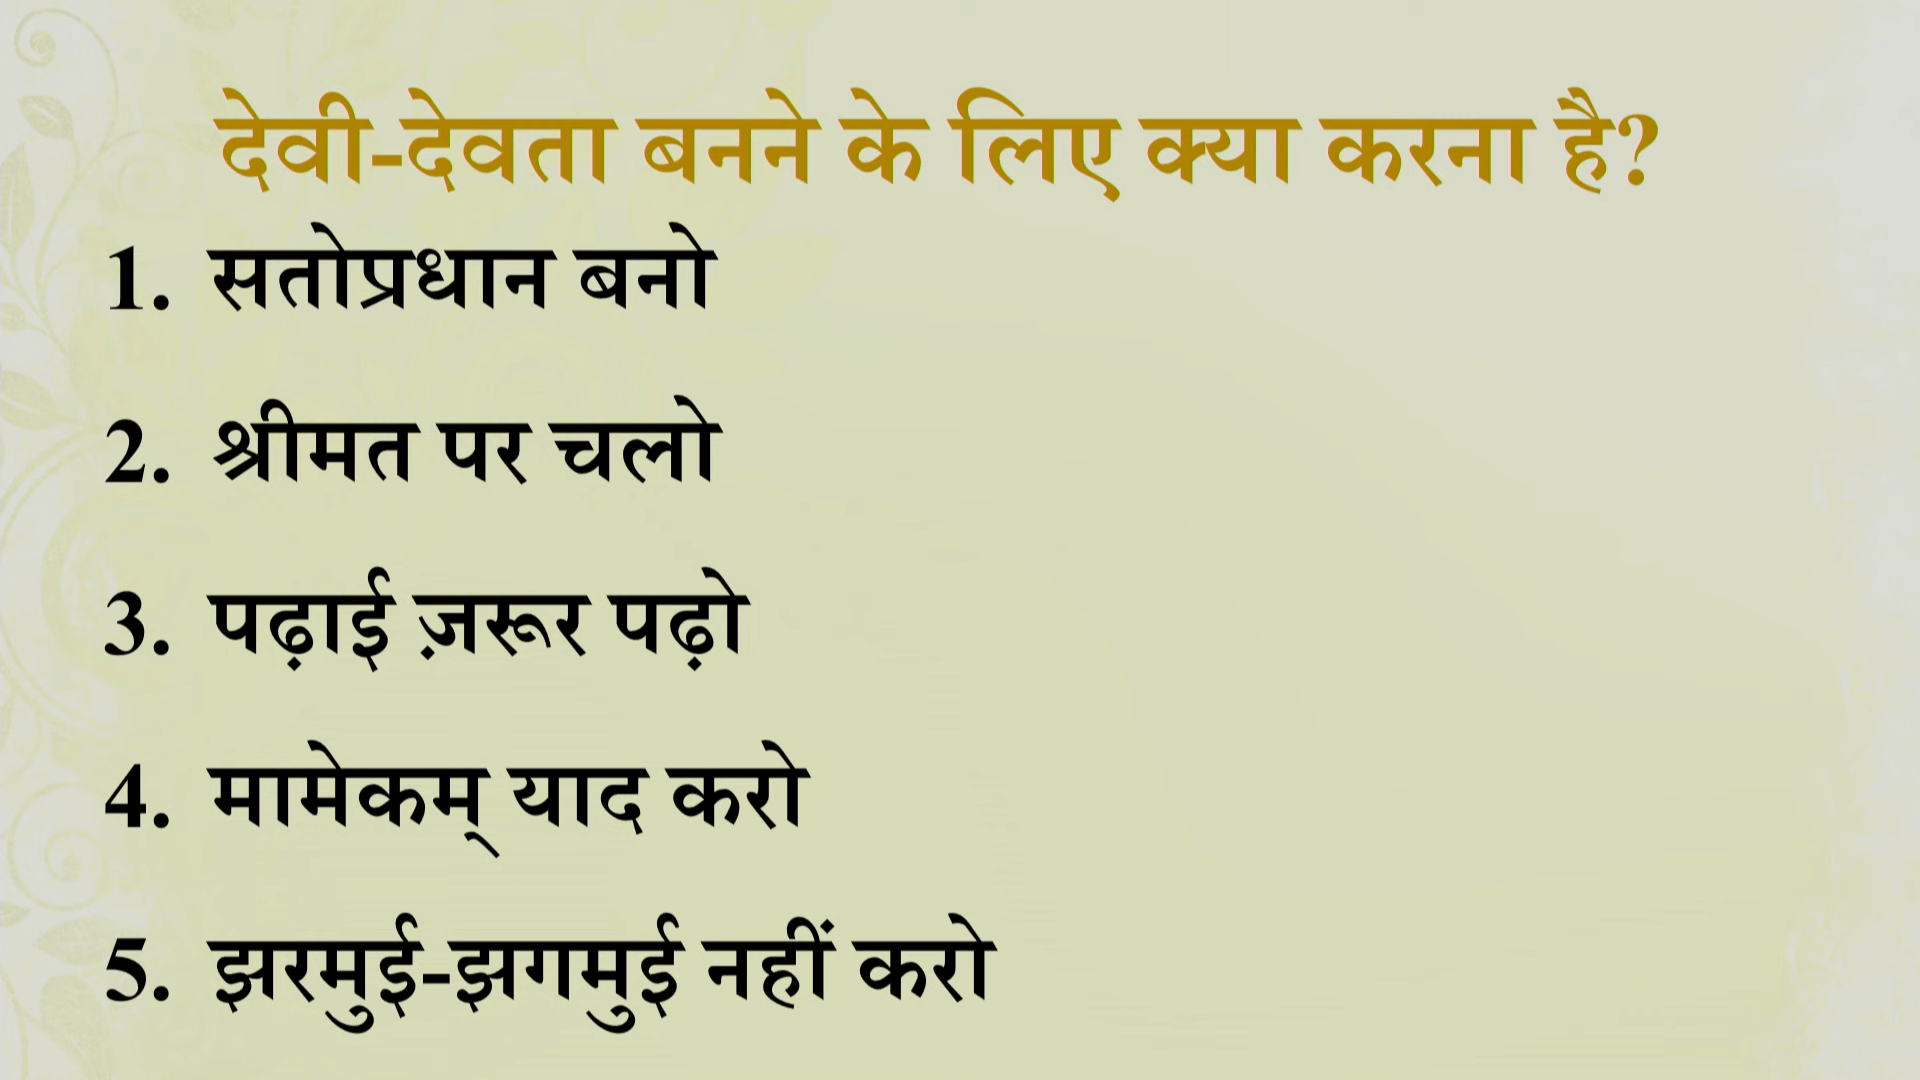 देवी-देवता बनने के लिए क्या करना है?
1. सतोप्रधान बनो
2. श्रीमत पर चलो
3. पढ़ाई ज़रूर पढ़ो
4. मामेकम् याद करो
5. झरमुई-झगमुई नहीं करो